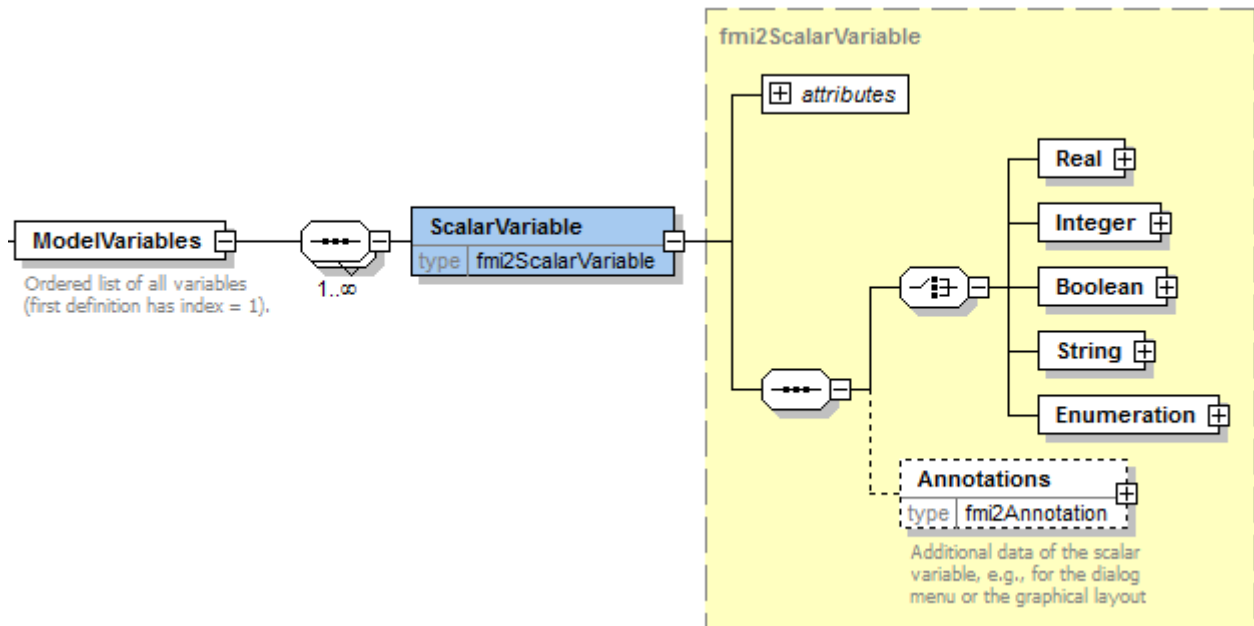 fmi2ScalarVariable
attributes
Real
Integer
ModelVariables
ScalarVariable
type fmi2ScalarVariable
Ordered list of all variables
(first definition has index = 1).
1..∞
Boolean
String
Enumeration
Annotations
type fmi2Annotation
Additional data of the scalar
variable, e.g., for the dialog
menu or the graphical layout